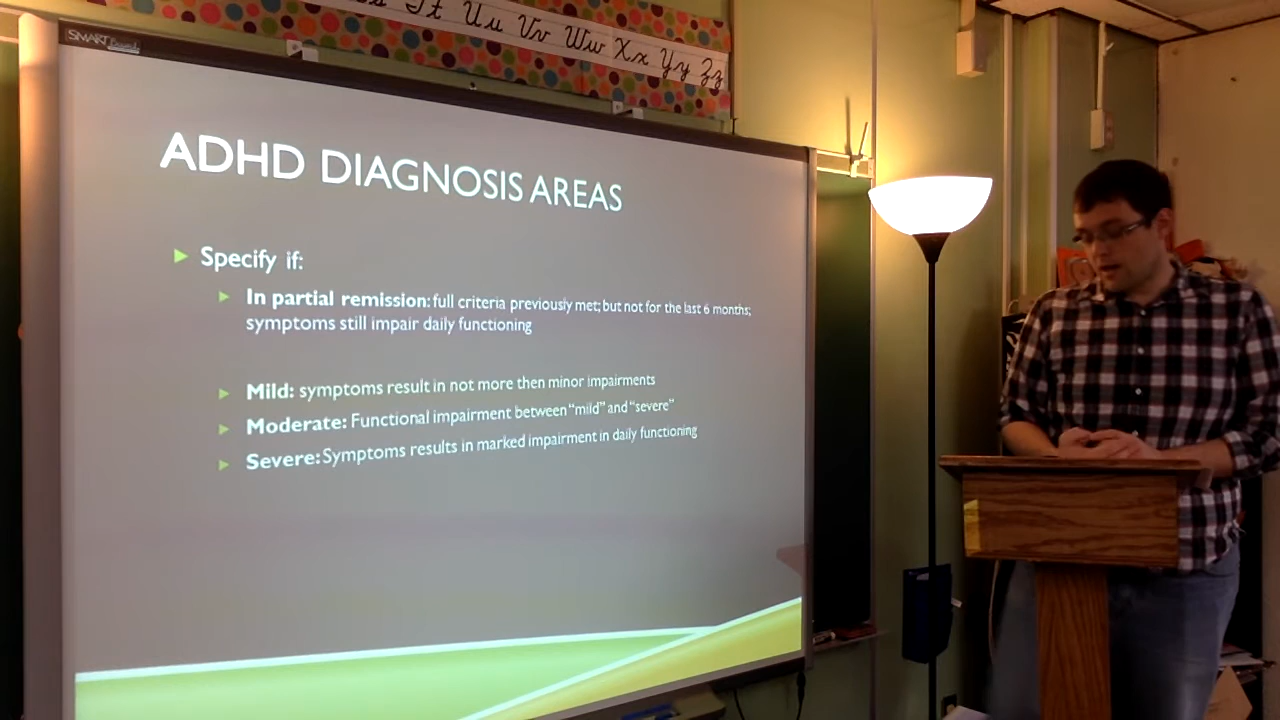 Tt Uu Vv Ww Xx Yy Zz
SMART Board
ADHD DIAGNOSIS AREAS
Specify if:
In partial remission: full criteria previously met; but not for the last 6 months;
symptoms still impair daily functioning
Mild: symptoms result in not more then minor impairments
Moderate: Functional impairment between “mild” and “severe”
Severe: Symptoms results in marked impairment in daily functioning